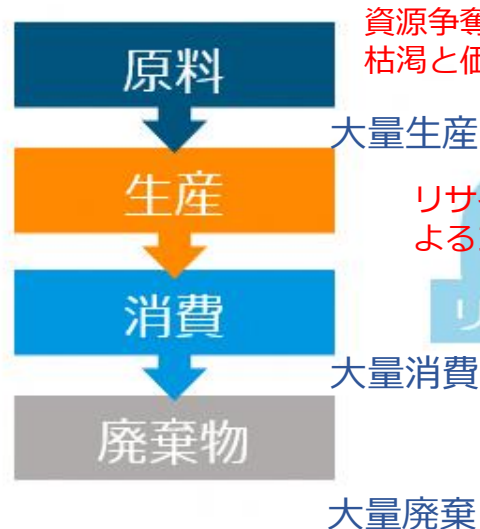 原料
資源争奪
枯渇と価
大量生産
生産
リサ
よる
リ
消費
大量消費
廃棄物
大量廃棄